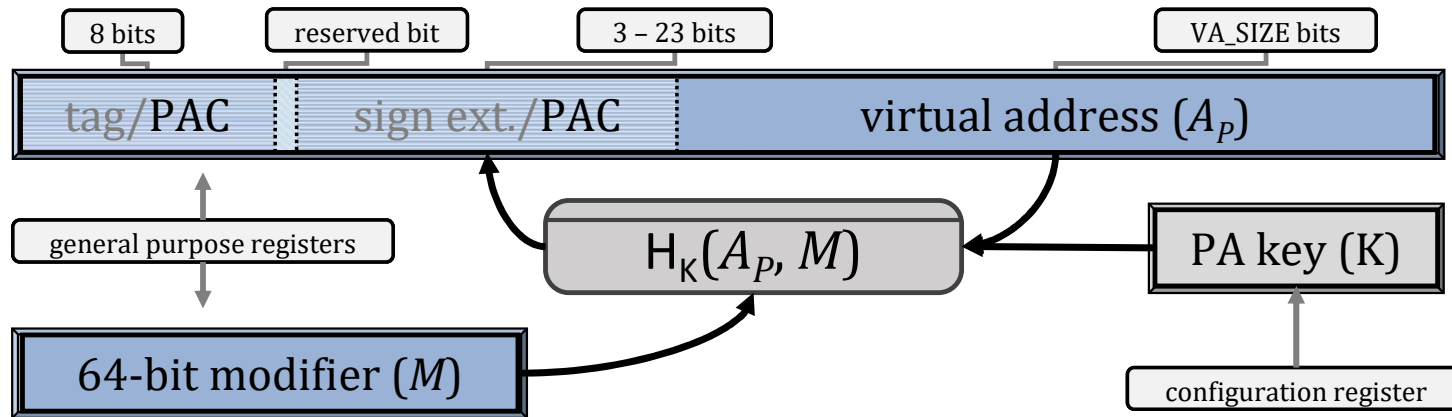 8 bits
reserved bit
3 – 23 bits
VA_SIZE bits
tag/PAC
sign ext./PAC
virtual address (A_P)
general purpose registers
H_K(A_P, M)
PA key (K)
64-bit modifier (M)
configuration register